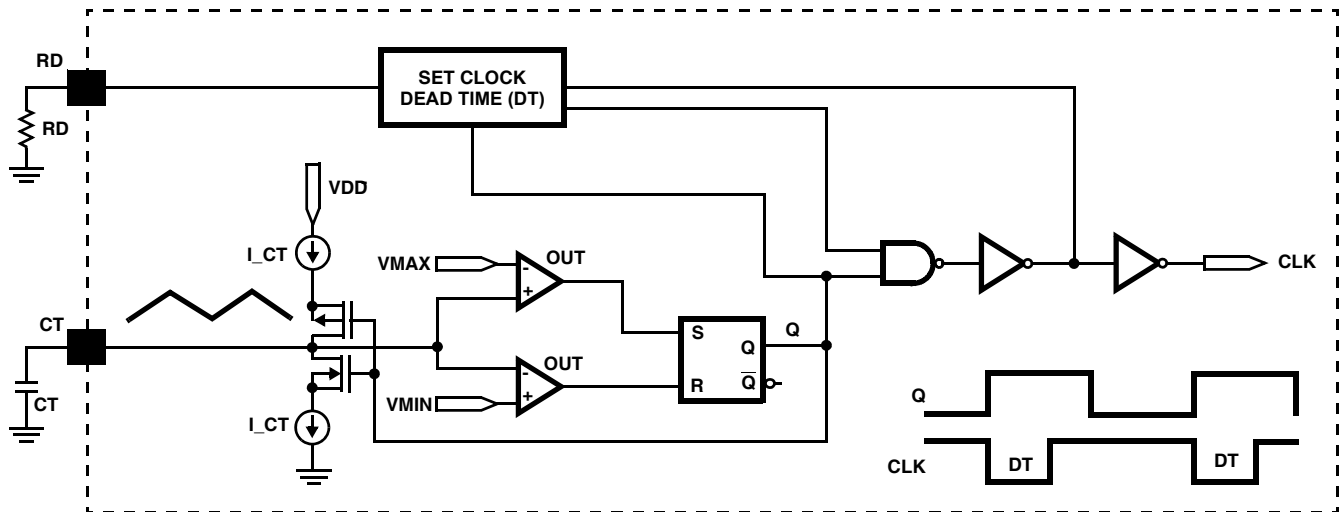 RD
SET CLOCK
DEAD TIME (DT)
RD
VDD
I_CT
VMAX
-
+
OUT
CLK
CT
S
Q
Q
OUT
-
+
R
Q
CT
VMIN
I_CT
Q
CLK
DT
DT